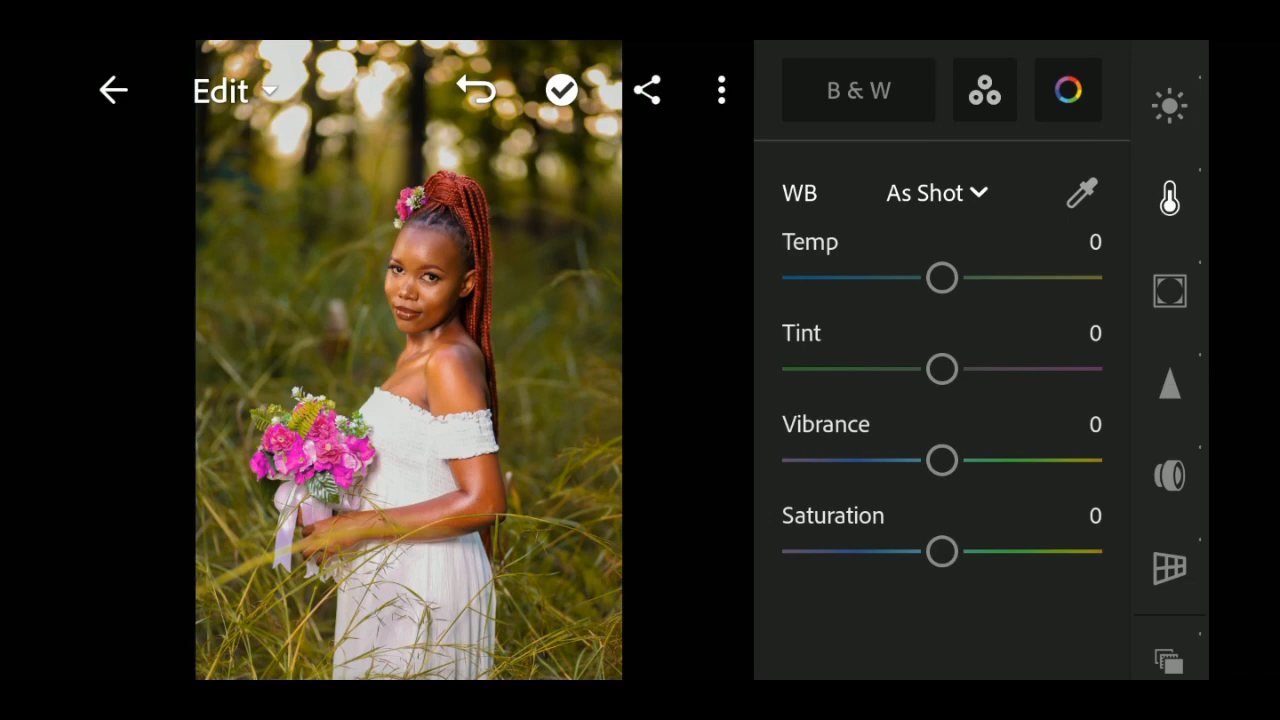 Edit
B & W
WB As Shot
Temp 0
Tint 0
Vibrance 0
Saturation 0